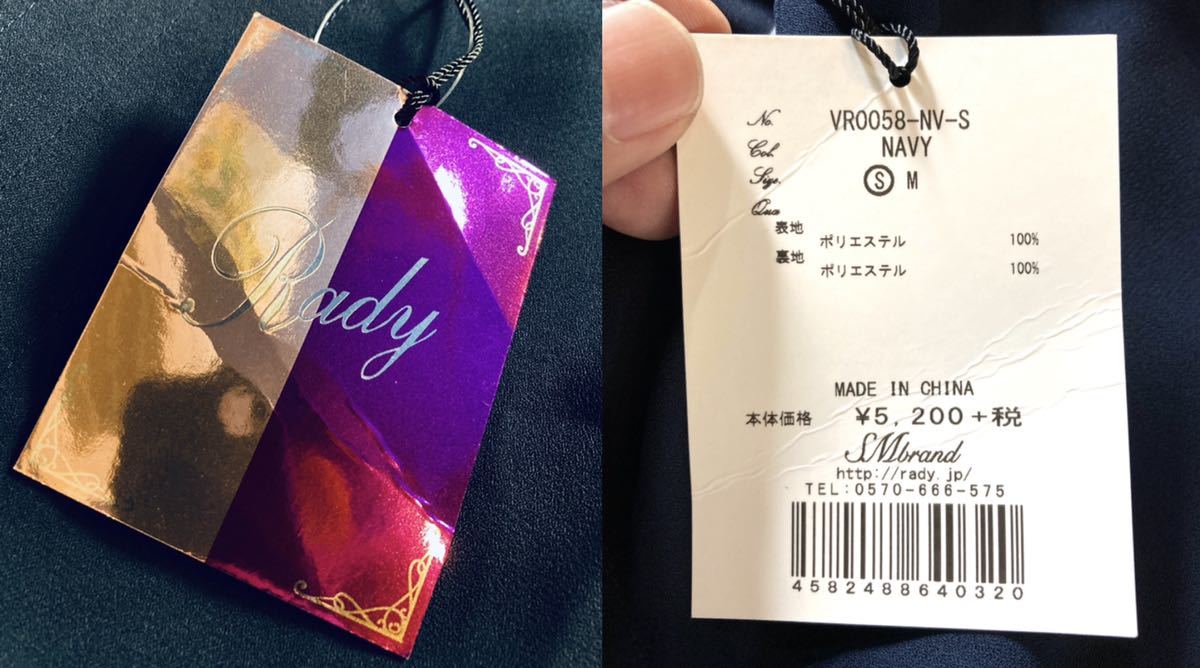 Rady
No. VR0058-NV-S
Col. NAVY
Size. S M
Qua
表地
ポリエステル 100%
裏地
ポリエステル 100%
MADE IN CHINA
本体価格 ¥5,200+税
SMbrand
http://rady.jp/
TEL:0570-666-575
4582488640320